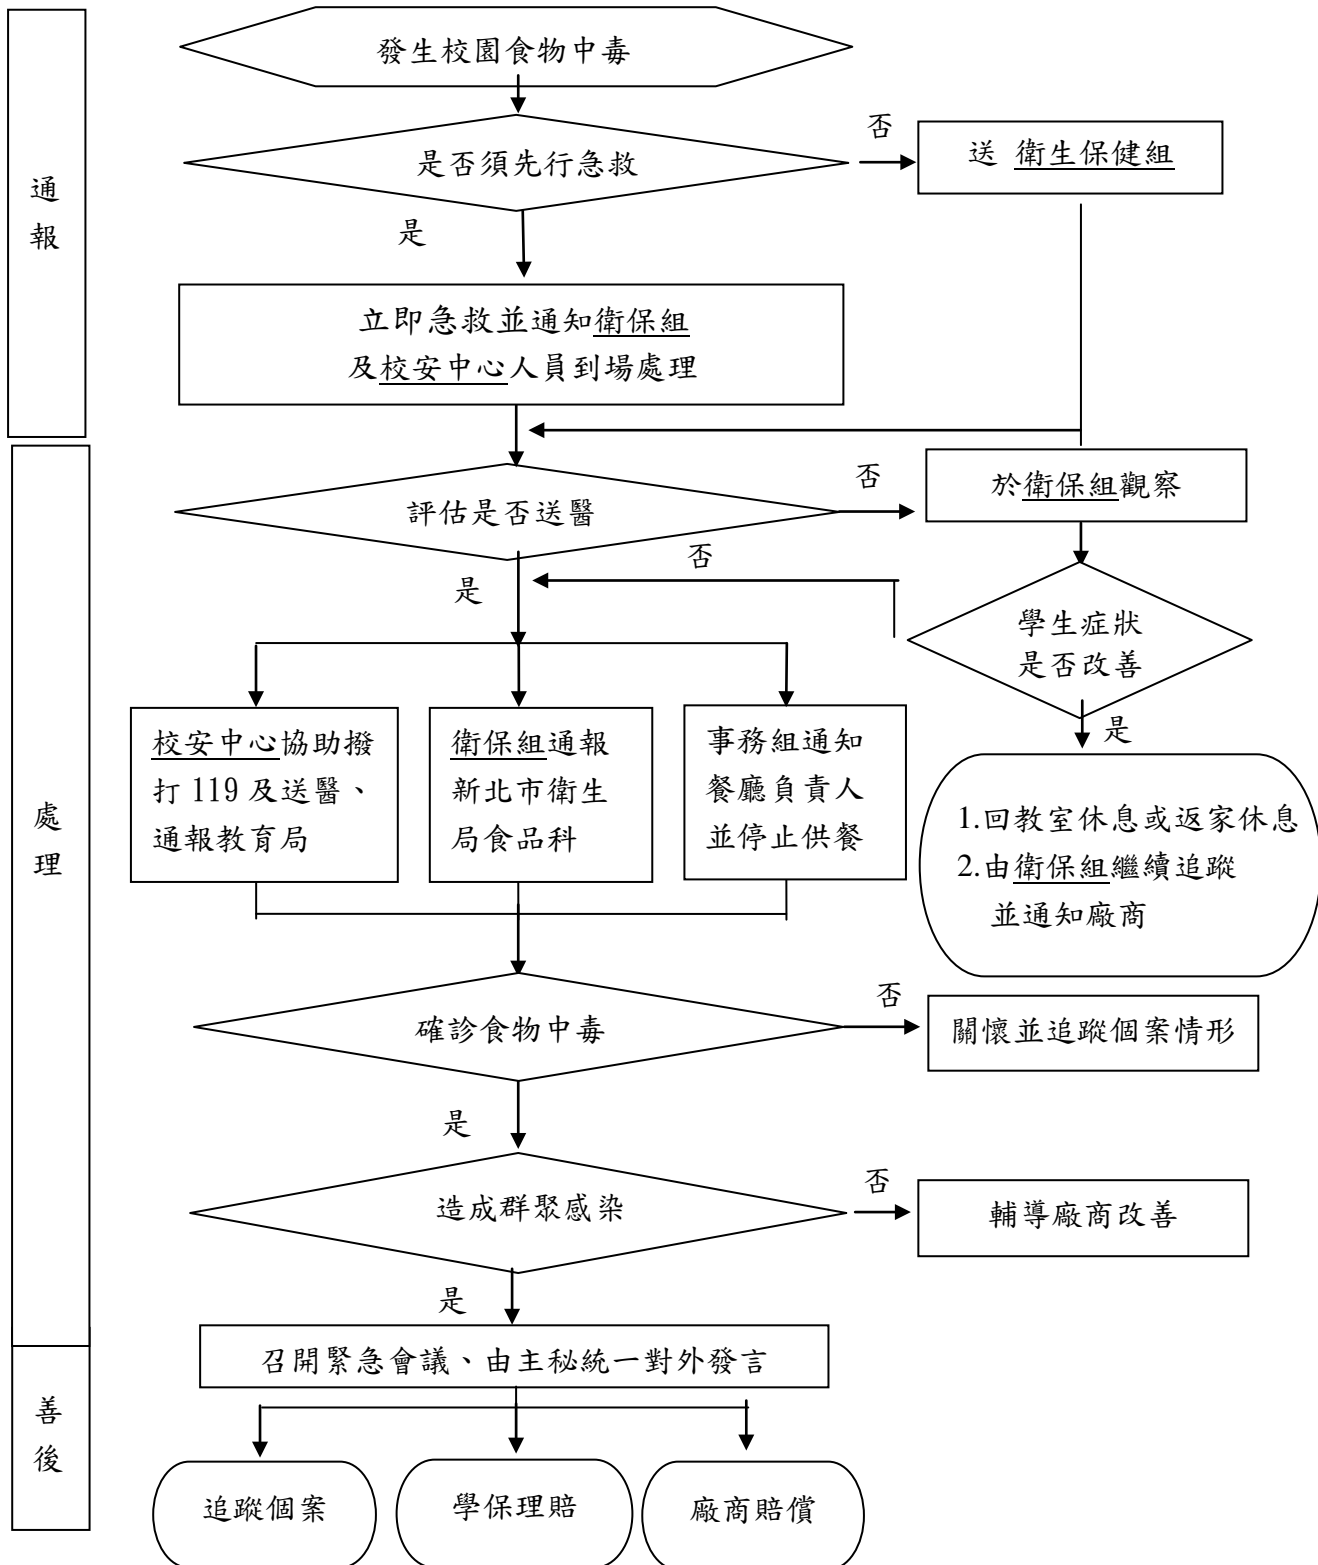 通
報
發生校園食物中毒
是否須先行急救
否
送 衛生保健組
是
立即急救並通知衛保組
及校安中心人員到場處理
處
理
評估是否送醫
否
於衛保組觀察
是
否
學生症狀
是否改善
是
校安中心協助撥
打 119 及送醫、
通報教育局
衛保組通報
新北市衛生
局食品科
事務組通知
餐廳負責人
並停止供餐
1.回教室休息或返家休息
2.由衛保組繼續追蹤
並通知廠商
確診食物中毒
否
關懷並追蹤個案情形
是
造成群聚感染
否
輔導廠商改善
是
召開緊急會議、由主秘統一對外發言
善
後
追蹤個案
學保理賠
廠商賠償